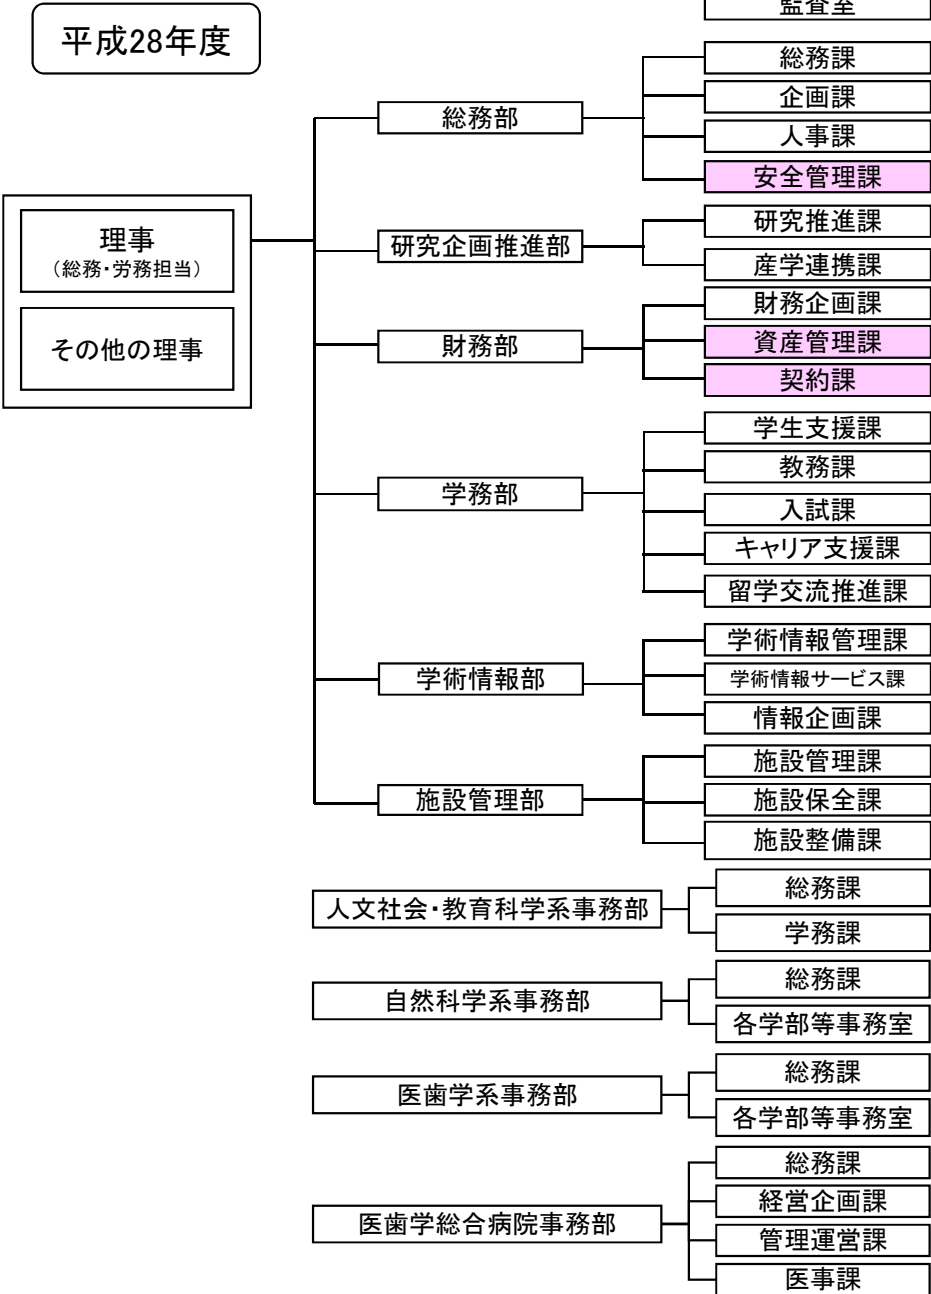 監査室
平成28年度
総務部
総務課
企画課
人事課
安全管理課
理事
（総務・労務担当）
その他の理事
研究企画推進部
研究推進課
産学連携課
財務部
財務企画課
資産管理課
契約課
学務部
学生支援課
教務課
入試課
キャリア支援課
留学交流推進課
学術情報部
学術情報管理課
学術情報サービス課
情報企画課
施設管理部
施設管理課
施設保全課
施設整備課
人文社会・教育科学系事務部
総務課
学務課
自然科学系事務部
総務課
各学部等事務室
医歯学系事務部
総務課
各学部等事務室
医歯学総合病院事務部
総務課
経営企画課
管理運営課
医事課